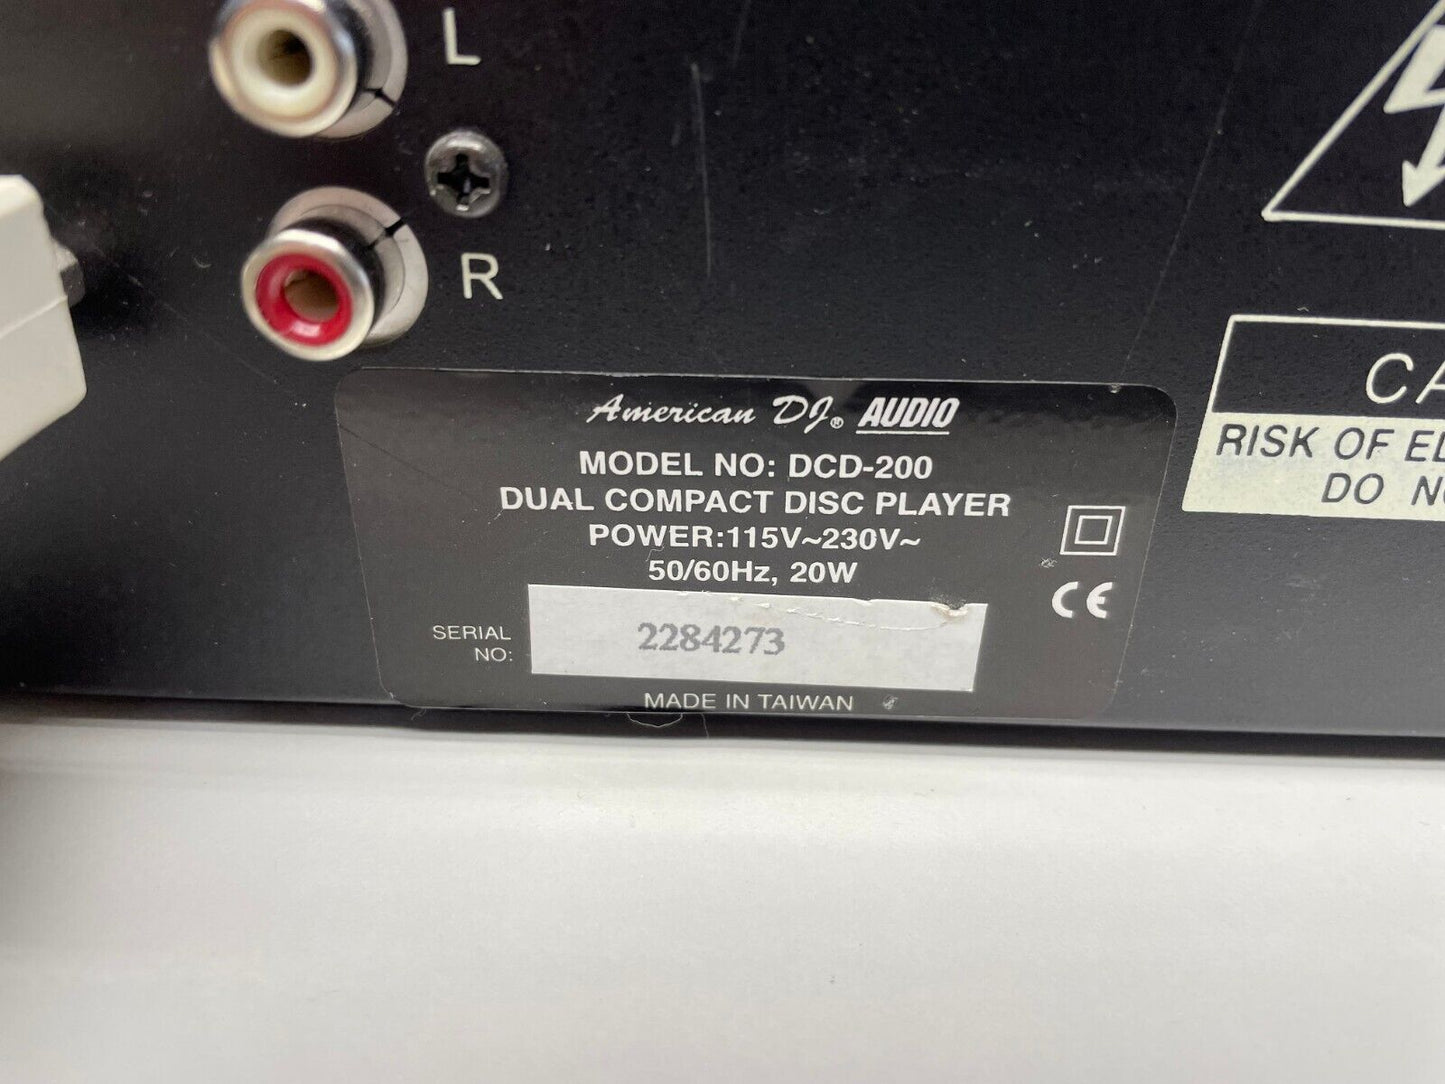 L
R
American DJ® AUDIO
MODEL NO: DCD-200
DUAL COMPACT DISC PLAYER
POWER:115V~230V~
50/60Hz, 20W
CE
SERIAL
NO:
2284273
MADE IN TAIWAN
CA
RISK OF EL
DO N